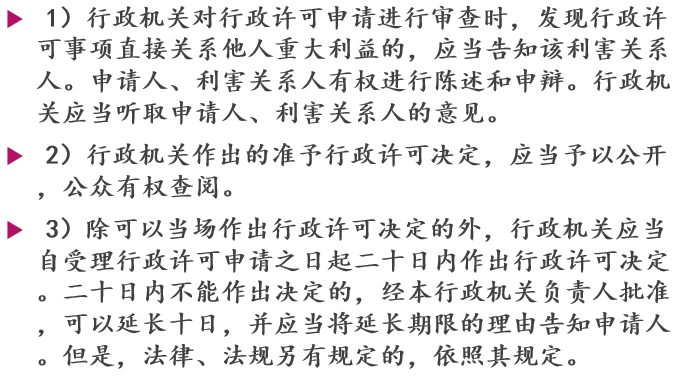 1）行政机关对行政许可申请进行审查时，发现行政许
可事项直接关系他人重大利益的，应当告知该利害关系
人。申请人、利害关系人有权进行陈述和申辩。行政机
关应当听取申请人、利害关系人的意见。
2）行政机关作出的准予行政许可决定，应当予以公开
，公众有权查阅。
3）除可以当场作出行政许可决定的外，行政机关应当
自受理行政许可申请之日起二十日内作出行政许可决定
。二十日内不能作出决定的，经本行政机关负责人批准
，可以延长十日，并应当将延长期限的理由告知申请人
。但是，法律、法规另有规定的，依照其规定。